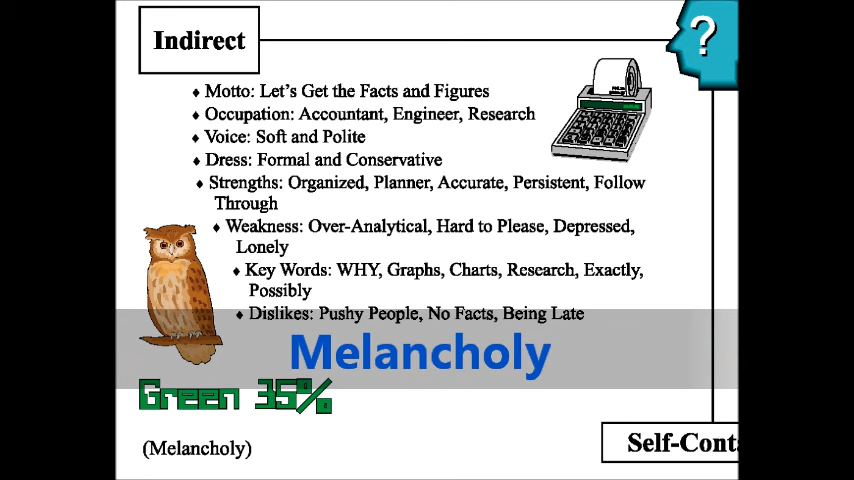 Indirect
?
♦ Motto: Let's Get the Facts and Figures
♦ Occupation: Accountant, Engineer, Research
♦ Voice: Soft and Polite
♦ Dress: Formal and Conservative
♦ Strengths: Organized, Planner, Accurate, Persistent, Follow
Through
♦ Weakness: Over-Analytical, Hard to Please, Depressed,
Lonely
♦ Key Words: WHY, Graphs, Charts, Research, Exactly,
Possibly
♦ Dislikes: Pushy People, No Facts, Being Late
Melancholy
Green 35%
(Melancholy)
Self-Conta